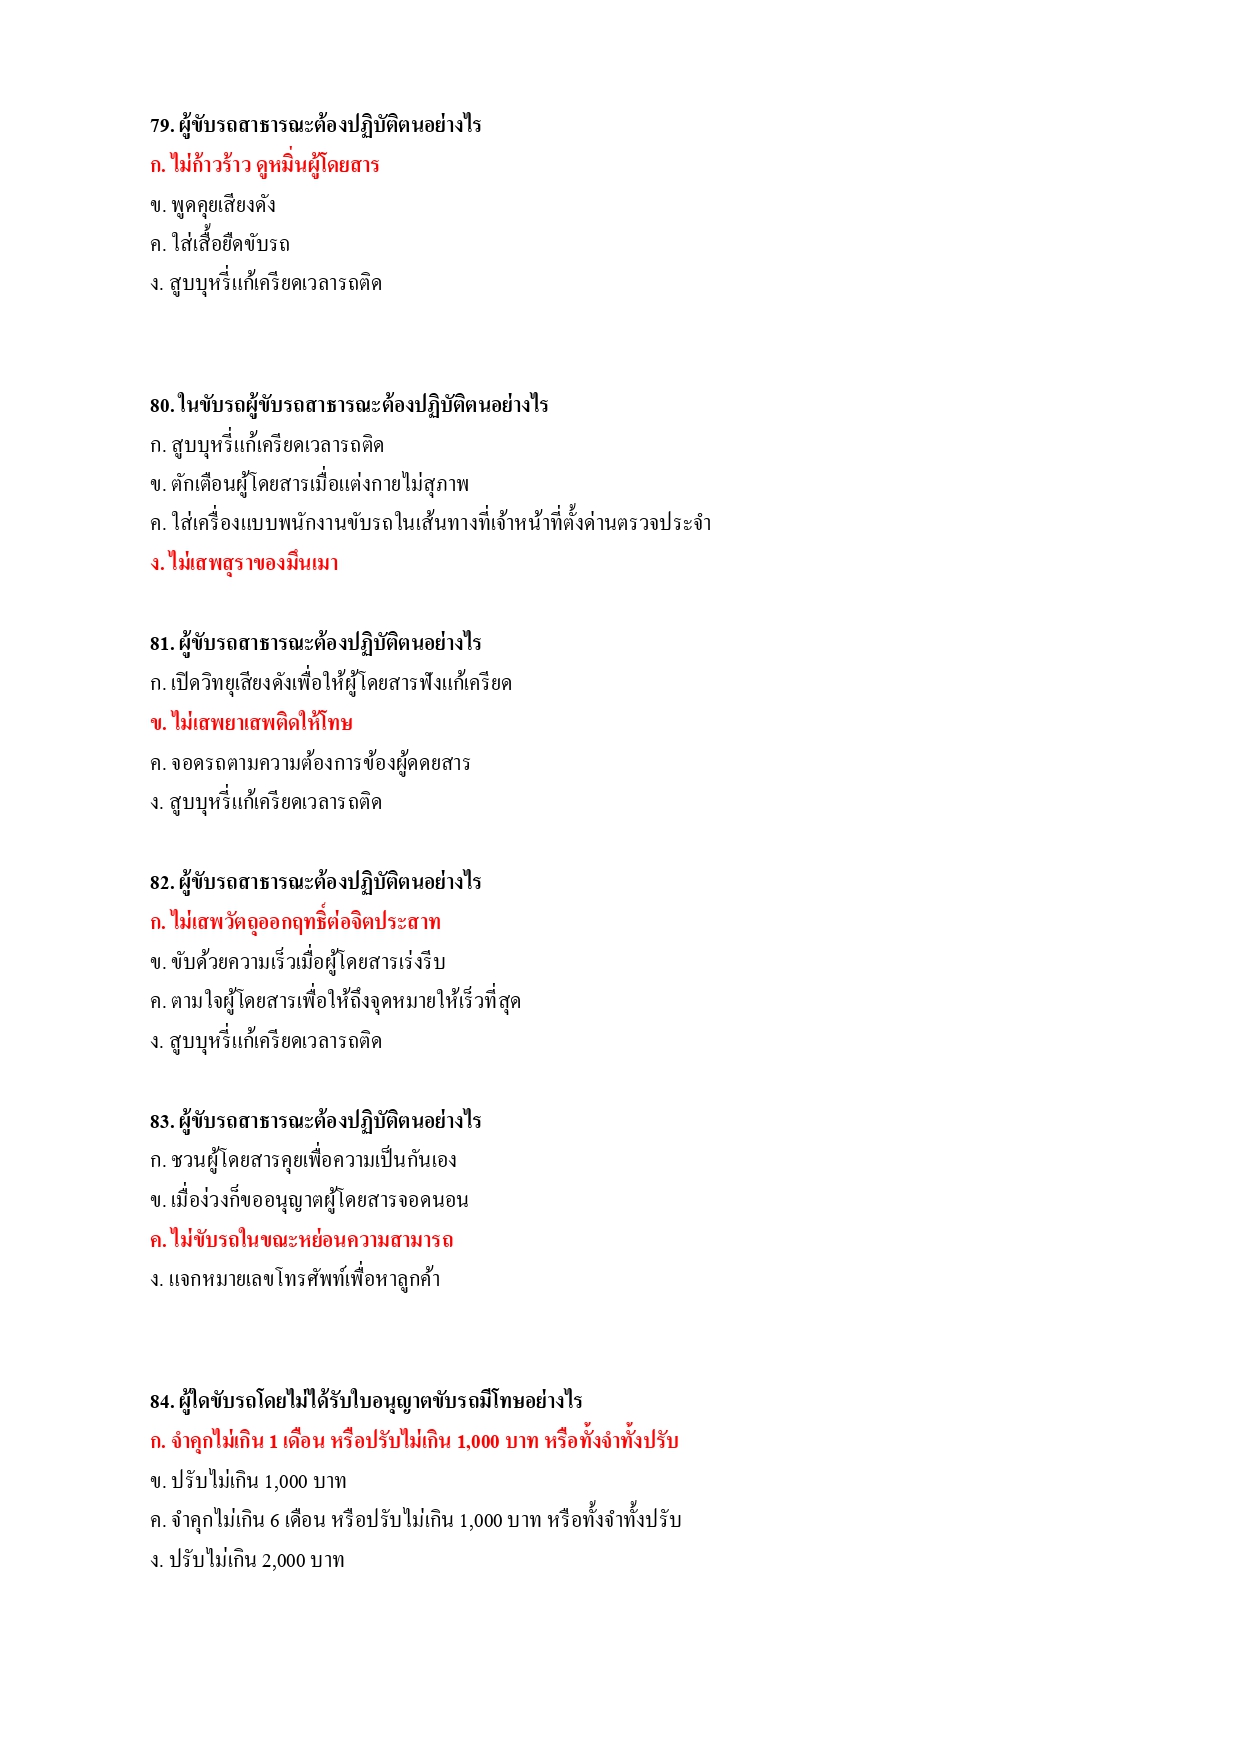 79. ผู้ขับรถสาธารณะต้องปฏิบัติตนอย่างไร
ก. ไม่ก้าวร้าว ดูหมิ่นผู้โดยสาร
ข. พูดคุยเสียงดัง
ค. ใส่เสื้อยืดขับรถ
ง. สูบบุหรี่แก้เครียดเวลารถติด
80. ในขับรถผู้ขับรถสาธารณะต้องปฏิบัติตนอย่างไร
ก. สูบบุหรี่แก้เครียดเวลารถติด
ข. ตักเตือนผู้โดยสารเมื่อแต่งกายไม่สุภาพ
ค. ใส่เครื่องแบบพนักงานขับรถในเส้นทางที่เจ้าหน้าที่ตั้งด่านตรวจประจำ
ง. ไม่เสพสุราของมึนเมา
81. ผู้ขับรถสาธารณะต้องปฏิบัติตนอย่างไร
ก. เปิดวิทยุเสียงดังเพื่อให้ผู้โดยสารฟังแก้เครียด
ข. ไม่เสพยาเสพติดให้โทษ
ค. จอดรถตามความต้องการข้องผู้ดดยสาร
ง. สูบบุหรี่แก้เครียดเวลารถติด
82. ผู้ขับรถสาธารณะต้องปฏิบัติตนอย่างไร
ก. ไม่เสพวัตถุออกฤทธิ์ต่อจิตประสาท
ข. ขับด้วยความเร็วเมื่อผู้โดยสารเร่งรีบ
ค. ตามใจผู้โดยสารเพื่อให้ถึงจุดหมายให้เร็วที่สุด
ง. สูบบุหรี่แก้เครียดเวลารถติด
83. ผู้ขับรถสาธารณะต้องปฏิบัติตนอย่างไร
ก. ชวนผู้โดยสารคุยเพื่อความเป็นกันเอง
ข. เมื่อง่วงก็ขออนุญาตผู้โดยสารจอดนอน
ค. ไม่ขับรถในขณะหย่อนความสามารถ
ง. แจกหมายเลขโทรศัพท์เพื่อหาลูกค้า
84. ผู้ใดขับรถโดยไม่ได้รับใบอนุญาตขับรถมีโทษอย่างไร
ก. จำคุกไม่เกิน 1 เดือน หรือปรับไม่เกิน 1,000 บาท หรือทั้งจำทั้งปรับ
ข. ปรับไม่เกิน 1,000 บาท
ค. จำคุกไม่เกิน 6 เดือน หรือปรับไม่เกิน 1,000 บาท หรือทั้งจำทั้งปรับ
ง. ปรับไม่เกิน 2,000 บาท